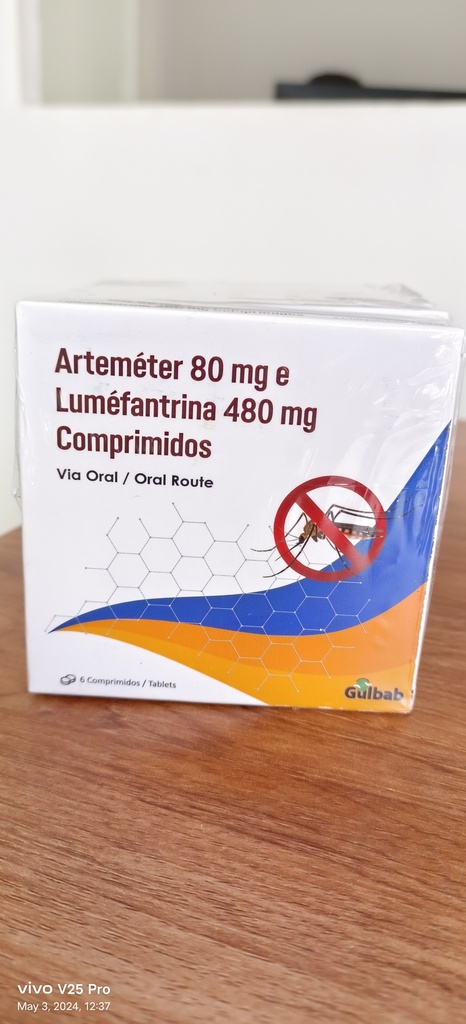 Arteméter 80 mg e
Luméfantrina 480 mg
Comprimidos
Via Oral / Oral Route
6 Comprimidos / Tablets
Gulbab
vivo V25 Pro
May 3, 2024, 12:37